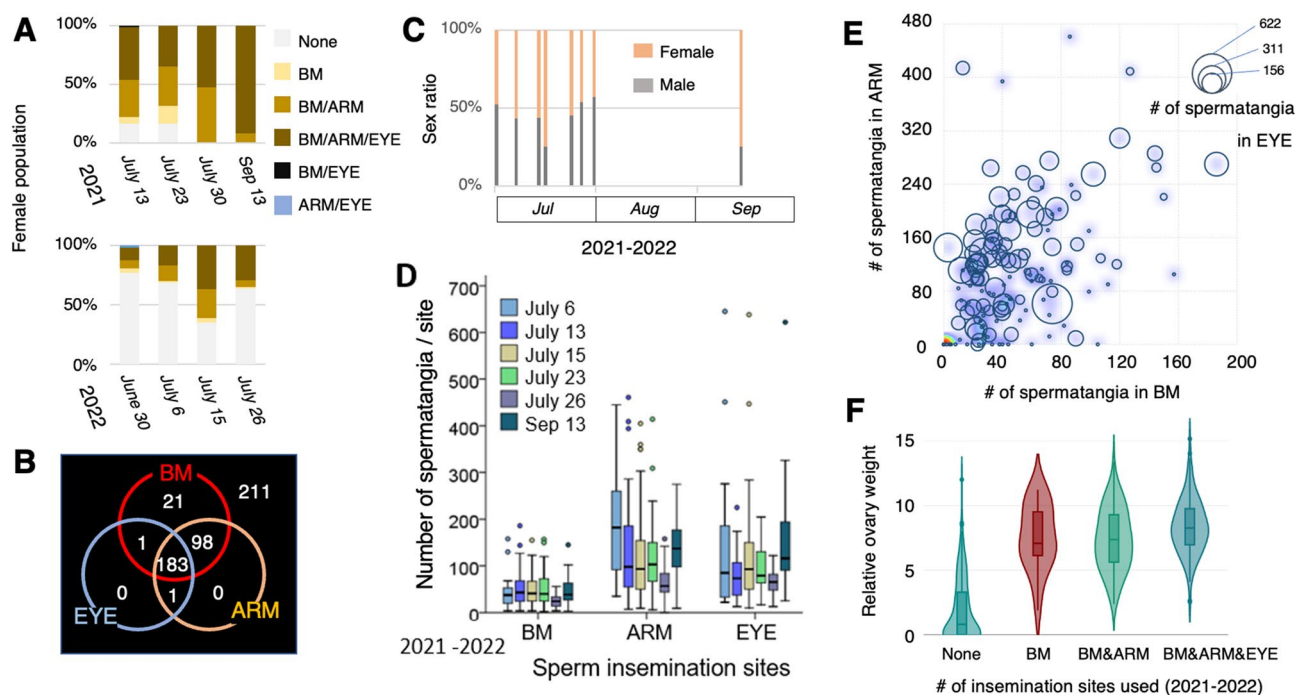 A
Female population
100%
50%
0%
2021
July 13
July 23
July 30
Sep 13
None
BM
BM/ARM
BM/ARM/EYE
BM/EYE
ARM/EYE
100%
50%
0%
2022
June 30
July 6
July 15
July 26
B
BM
21
211
1
98
183
0
1
0
EYE
ARM
C
Sex ratio
100%
50%
0%
Female
Male
Jul
Aug
Sep
2021-2022
D
Number of spermatangia / site
700
600
500
400
300
200
100
0
July 6
July 13
July 15
July 23
July 26
Sep 13
BM
ARM
EYE
2021 -2022
Sperm insemination sites
E
# of spermatangia in ARM
480
400
320
240
160
80
0
622
311
156
# of spermatangia
in EYE
0
40
80
120
160
200
# of spermatangia in BM
F
Relative ovary weight
15
10
5
0
None
BM
BM&ARM
BM&ARM&EYE
# of insemination sites used (2021-2022)